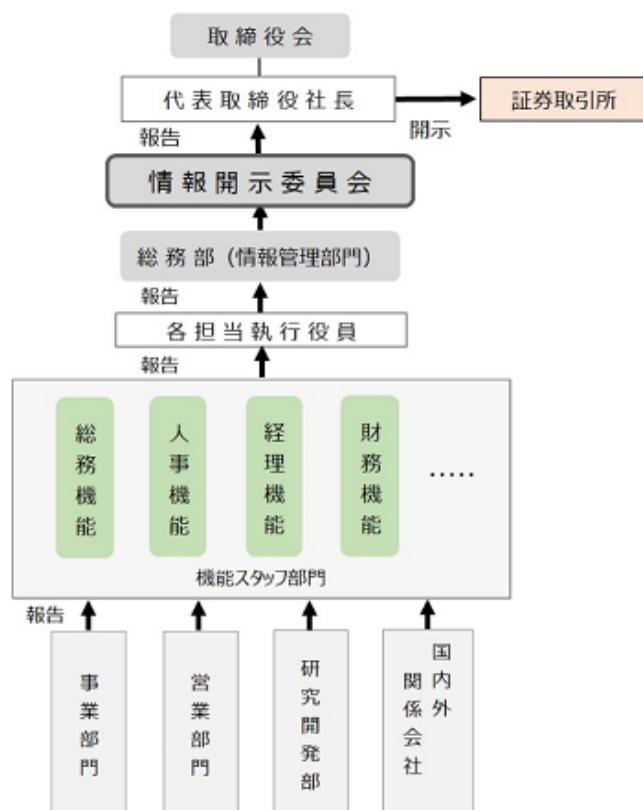 取締役会
代表取締役社長
証券取引所
開示
報告
情報開示委員会
総務部（情報管理部門）
報告
各担当執行役員
報告
総務機能
人事機能
経理機能
財務機能
・・・・・
機能スタッフ部門
報告
事業部門
営業部門
研究開発部
国内外
関係会社